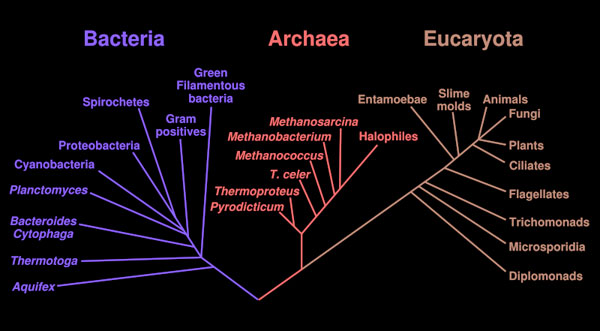 Bacteria
Archaea
Eucaryota
Green
Filamentous
bacteria
Spirochetes
Gram
positives
Proteobacteria
Cyanobacteria
Planctomyces
Bacteroides
Cytophaga
Thermotoga
Aquifex
Methanosarcina
Methanobacterium
Halophiles
Methanococcus
T. celer
Thermoproteus
Pyrodicticum
Entamoebae
Slime
molds
Animals
Fungi
Plants
Ciliates
Flagellates
Trichomonads
Microsporidia
Diplomonads